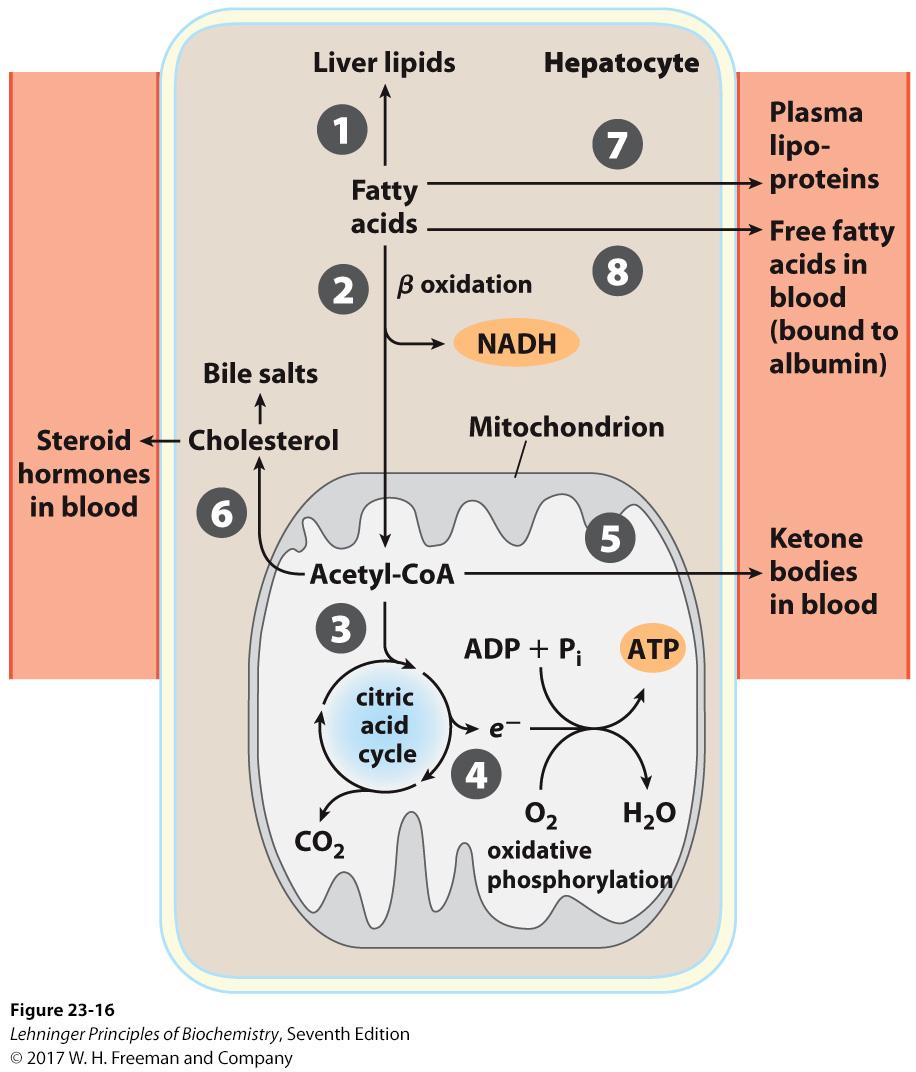 Liver lipids
Hepatocyte
1
7
Plasma
lipo-
proteins
Fatty
acids
Free fatty
acids in
blood
(bound to
albumin)
8
2
β oxidation
NADH
Bile salts
Mitochondrion
Steroid
hormones
in blood
Cholesterol
6
5
Ketone
bodies
in blood
Acetyl-CoA
3
ADP + Pi
ATP
citric
acid
cycle
e−
4
O2
H2O
CO2
oxidative
phosphorylation
Figure 23-16
Lehninger Principles of Biochemistry, Seventh Edition
© 2017 W. H. Freeman and Company